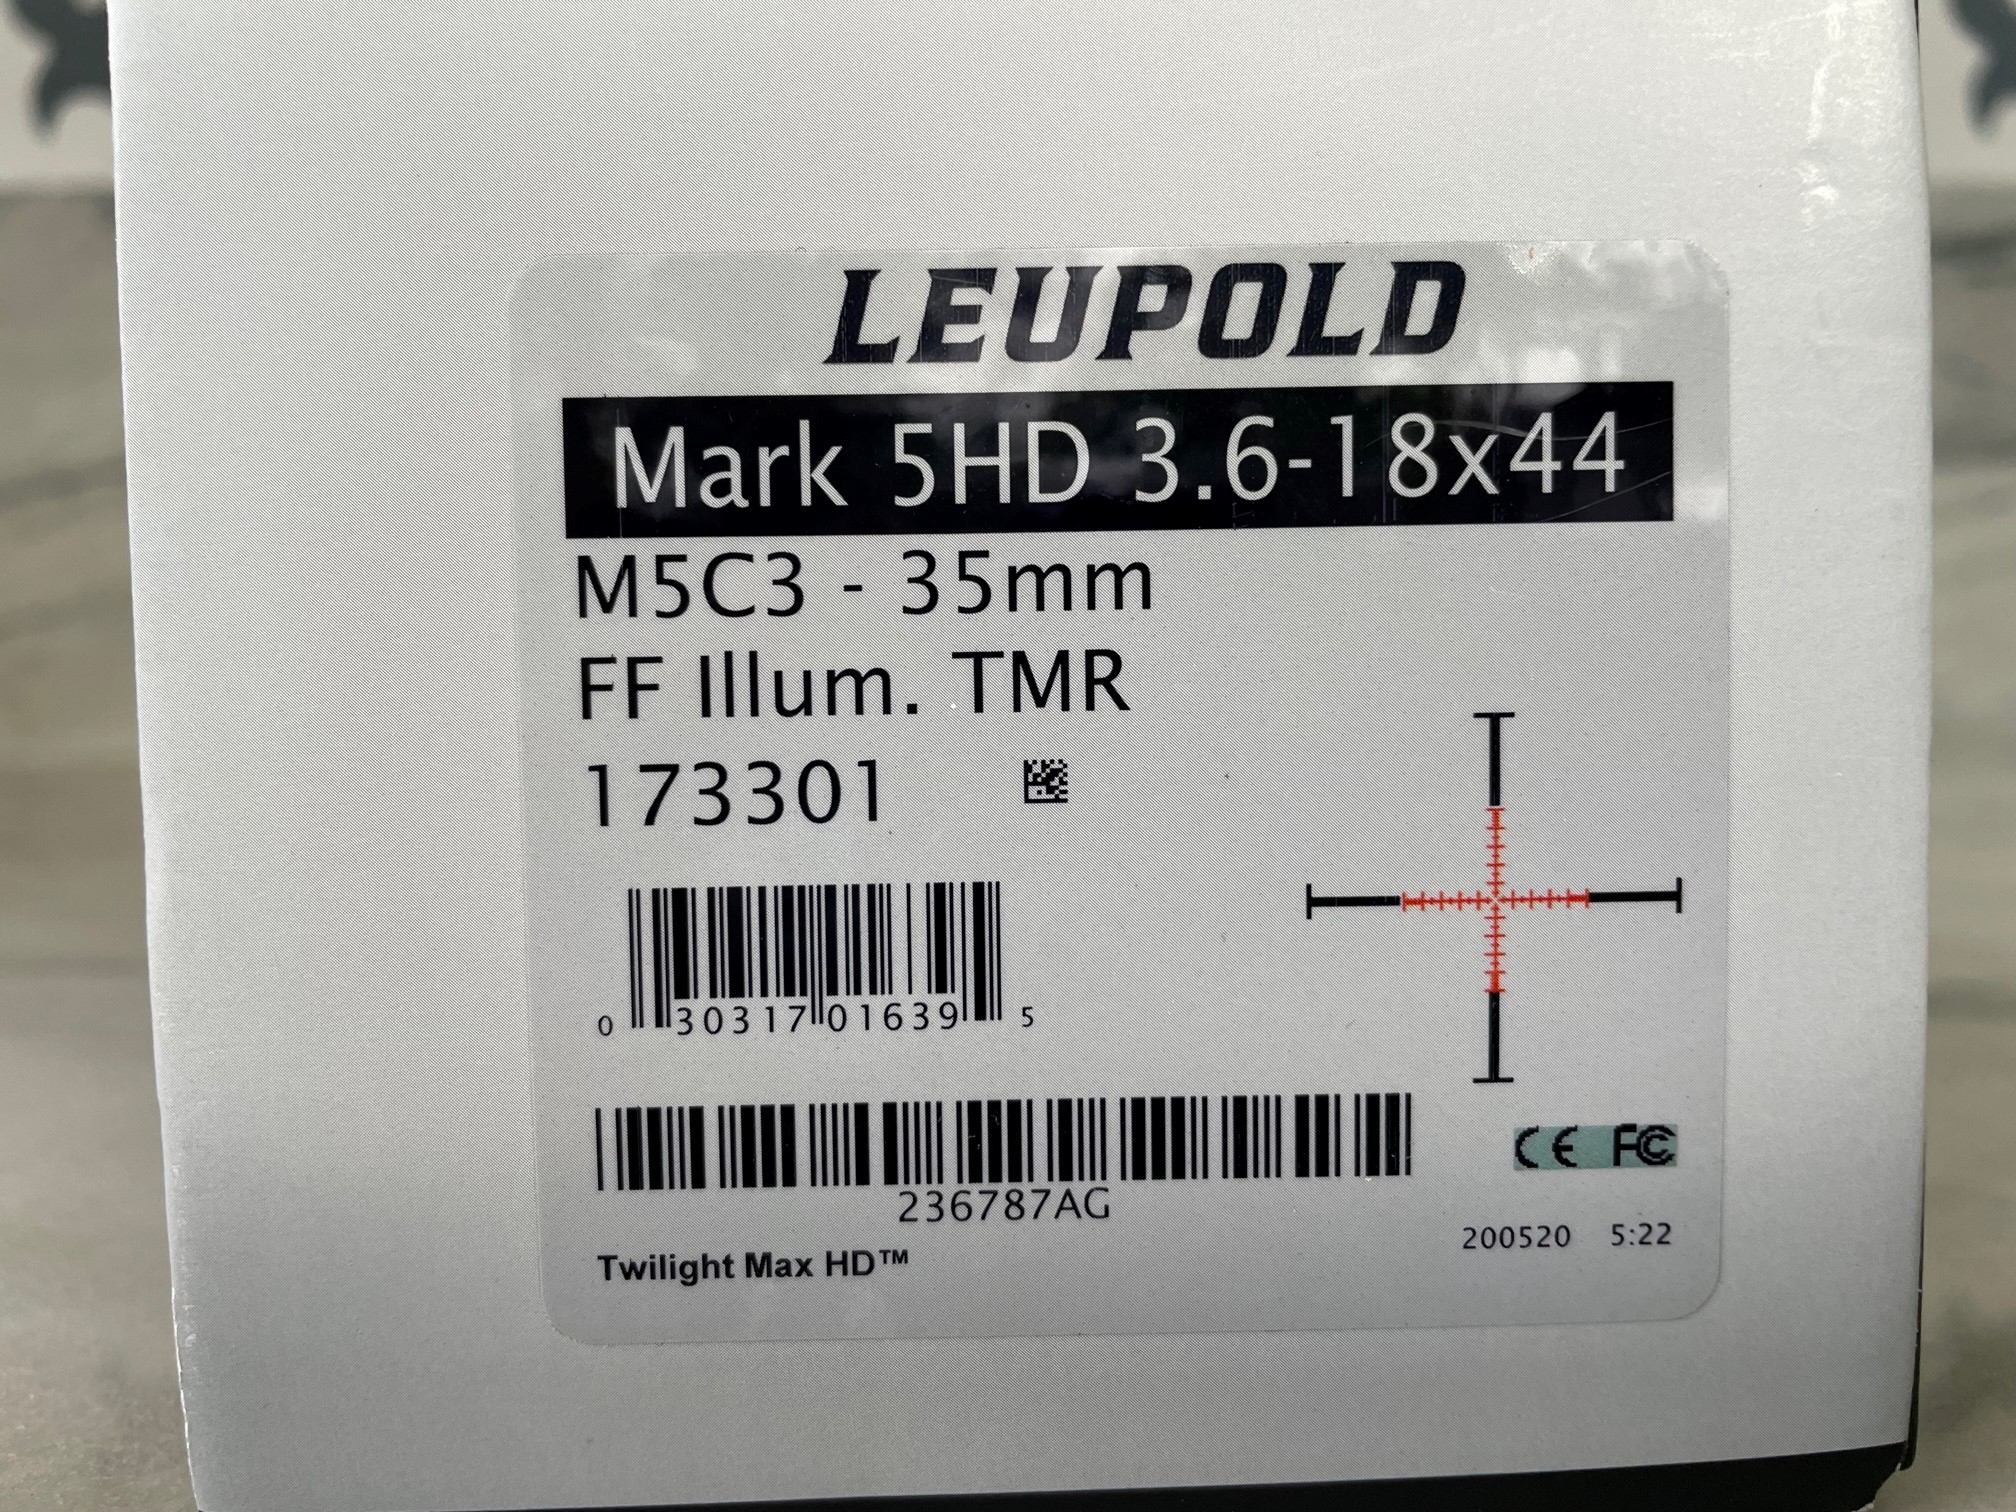 LEUPOLD
Mark 5HD 3.6-18x44
M5C3 - 35mm
FF Illum. TMR
173301
0 30317 01639 5
236787AG
CE FC
200520 5:22
Twilight Max HD™